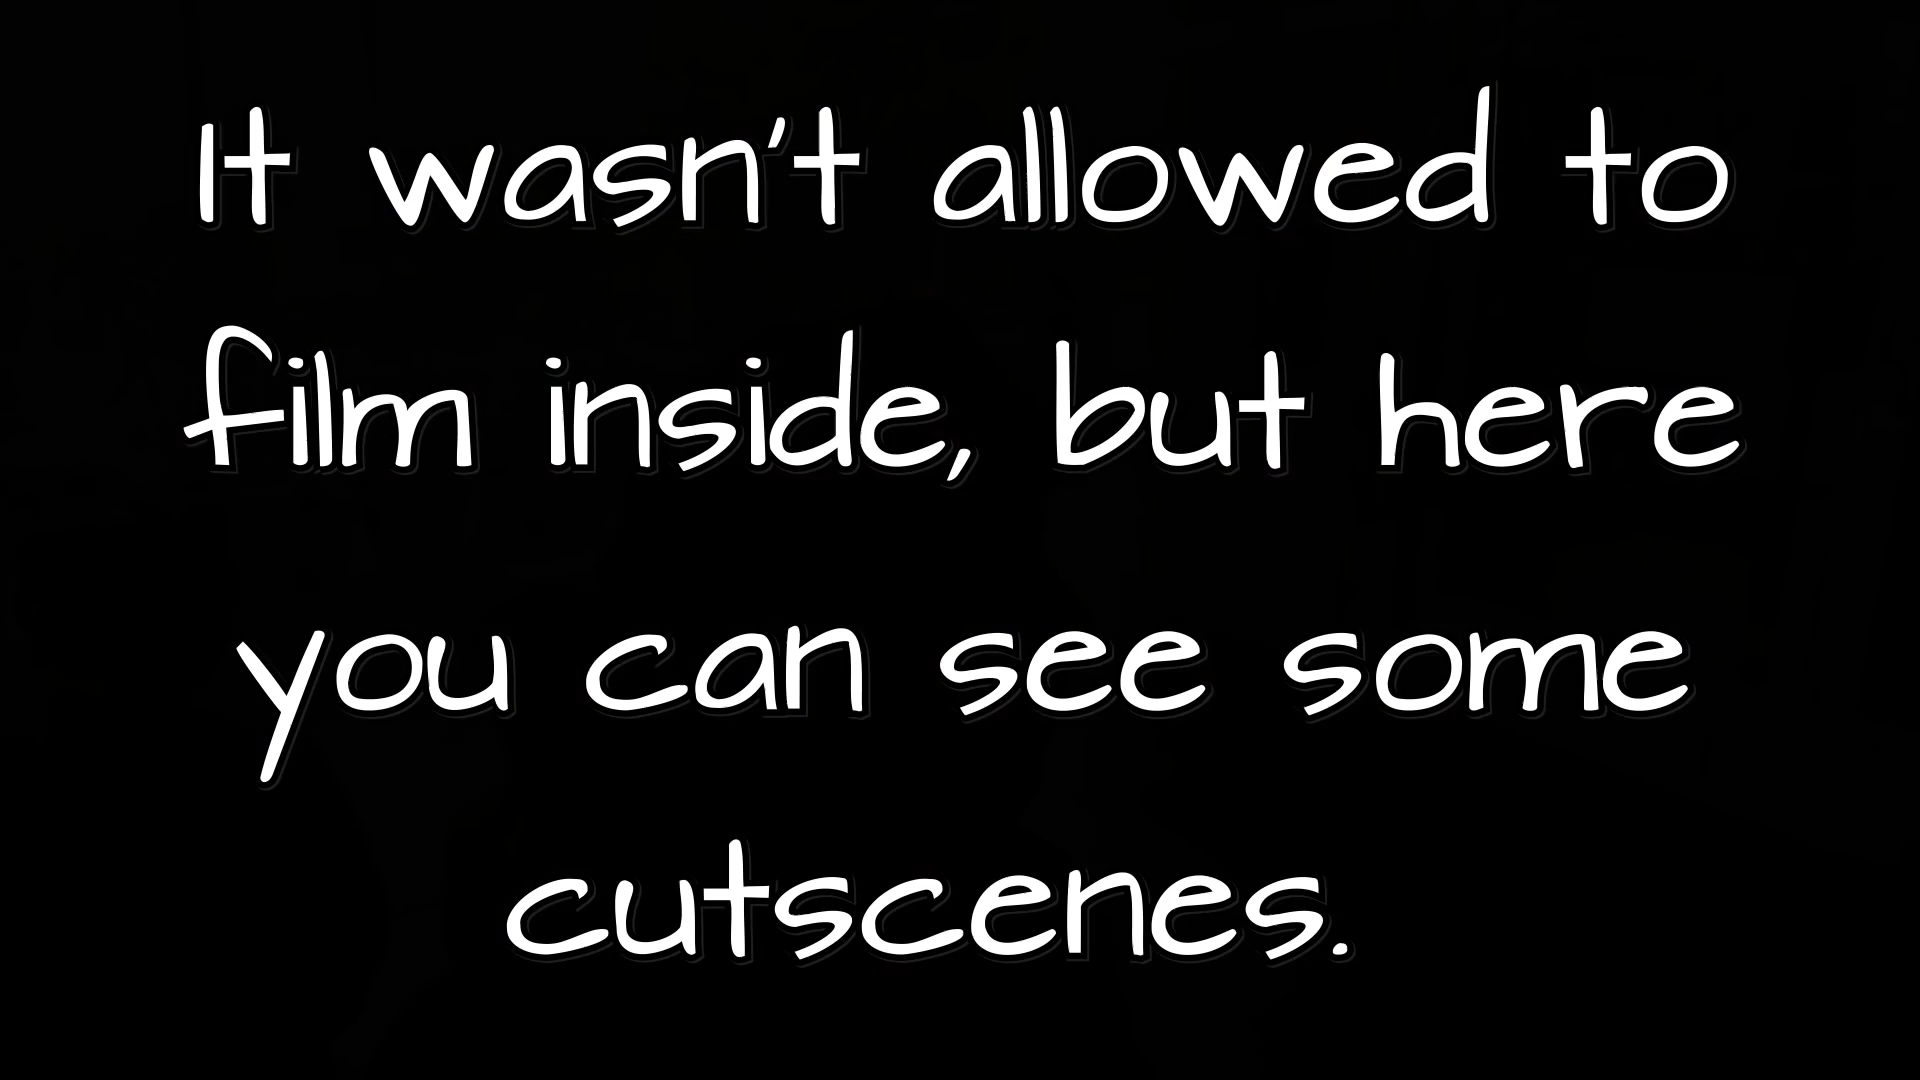 It wasn't allowed to
film inside, but here
you can see some
cutscenes.